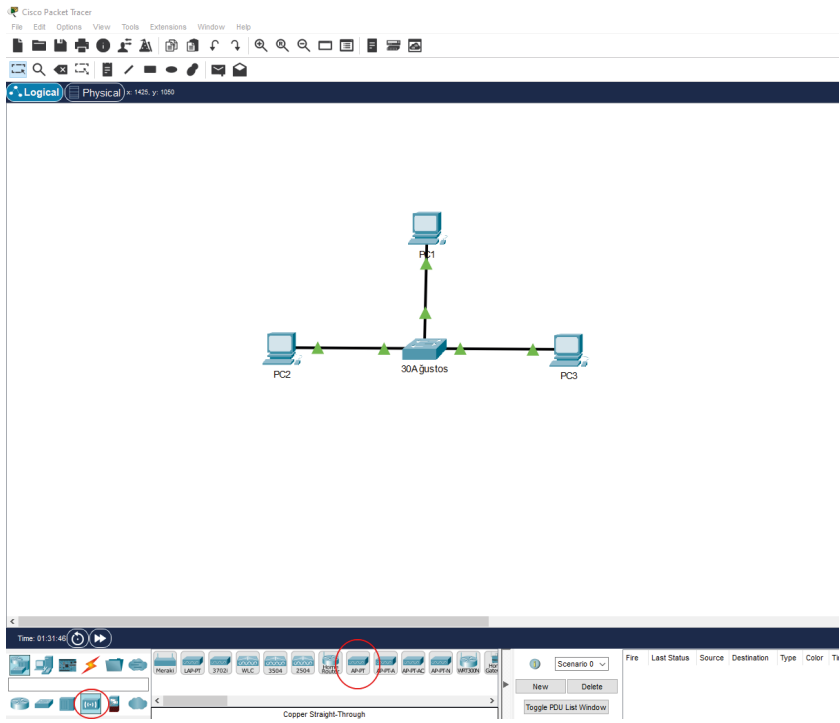 Cisco Packet Tracer
File Edit Options View Tools Extensions Window Help
Logical Physical x: 1425, y: 1050
PC1
PC2
30Ağustos
PC3
Time: 01:31:46
Meraki LAP-PT 3702i WLC 3504 2504 Home Router AP-PT AP-PT-A AP-PT-AC AP-PT-N WRT300N
Scenario 0
Fire Last Status Source Destination Type Color
New Delete
Toggle PDU List Window
Copper Straight-Through